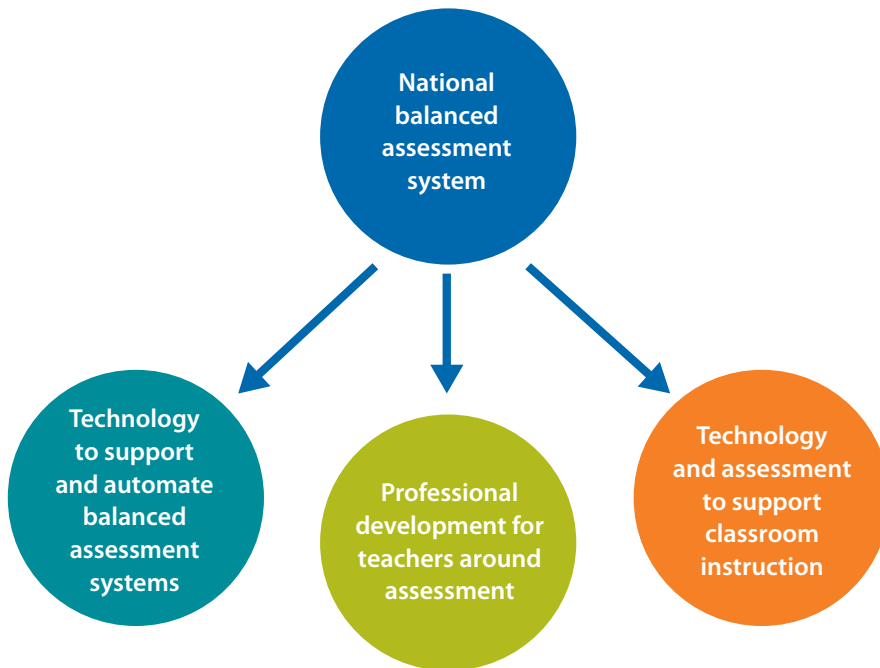 National
balanced
assessment
system
Technology
to support
and automate
balanced
assessment
systems
Professional
development for
teachers around
assessment
Technology
and assessment
to support
classroom
instruction